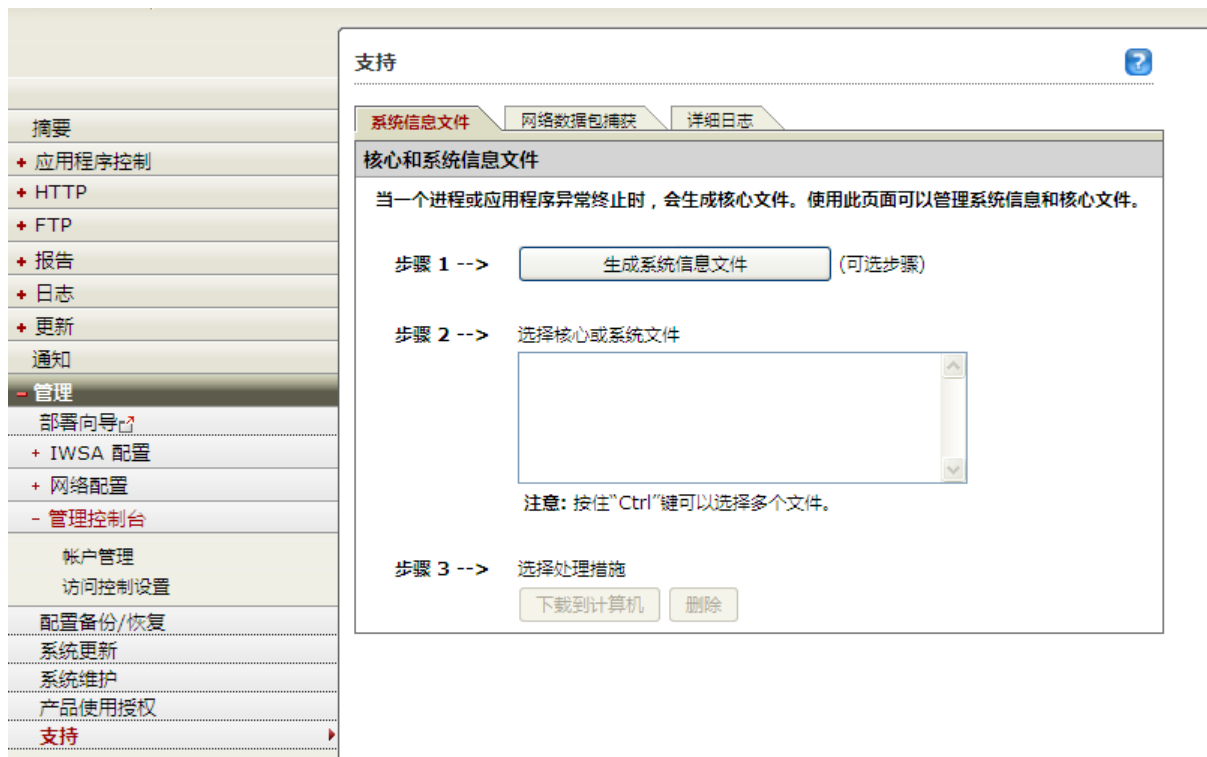 摘要
+ 应用程序控制
+ HTTP
+ FTP
+ 报告
+ 日志
+ 更新
通知
- 管理
部署向导
+ IWSA 配置
+ 网络配置
- 管理控制台
帐户管理
访问控制设置
配置备份/恢复
系统更新
系统维护
产品使用授权
支持
支持
?
系统信息文件 网络数据包捕获 详细日志
核心和系统信息文件
当一个进程或应用程序异常终止时，会生成核心文件。使用此页面可以管理系统信息和核心文件。
步骤 1 --> 生成系统信息文件 (可选步骤)
步骤 2 --> 选择核心或系统文件
注意: 按住“Ctrl”键可以选择多个文件。
步骤 3 --> 选择处理措施
下载到计算机 删除